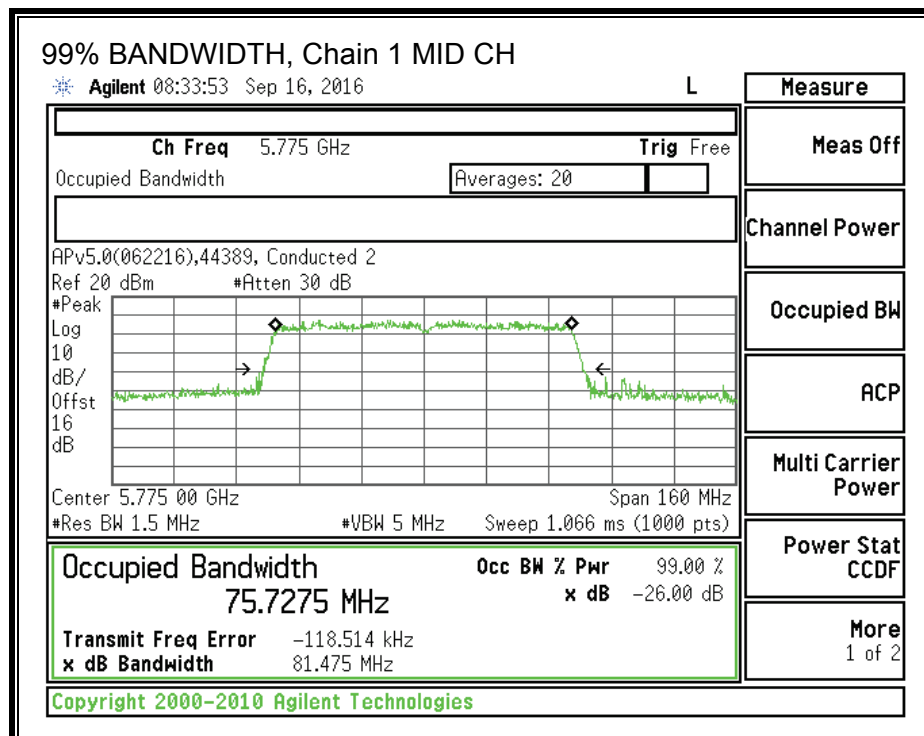 99% BANDWIDTH, Chain 1 MID CH
Agilent 08:33:53 Sep 16, 2016 L
Measure
Ch Freq 5.775 GHz Trig Free
Occupied Bandwidth Averages: 20
APv5.0(062216),44389, Conducted 2
Ref 20 dBm #Atten 30 dB
#Peak
Log
10
dB/
Offst
16
dB
Center 5.775 00 GHz Span 160 MHz
#Res BW 1.5 MHz #VBW 5 MHz Sweep 1.066 ms (1000 pts)
Occupied Bandwidth Occ BW % Pwr 99.00 %
75.7275 MHz x dB -26.00 dB
Transmit Freq Error -118.514 kHz
x dB Bandwidth 81.475 MHz
Meas Off
Channel Power
Occupied BW
ACP
Multi Carrier
Power
Power Stat
CCDF
More
1 of 2
Copyright 2000-2010 Agilent Technologies